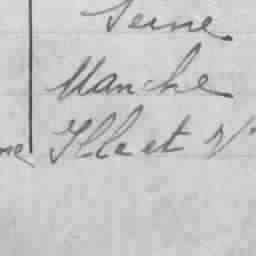 Seine
Manche
Ille et V